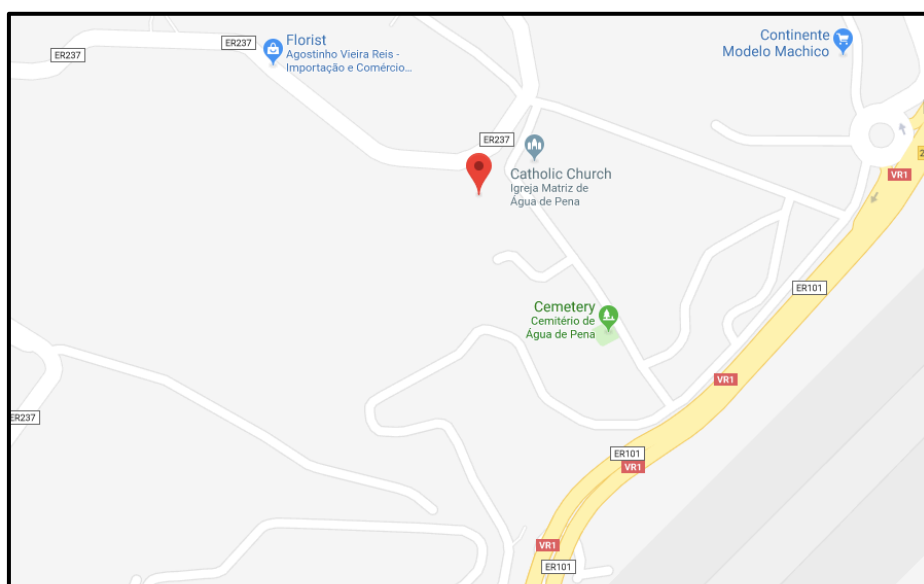 ER237
ER237
Florist
Agostinho Vieira Reis -
Importação e Comércio...
Continente
Modelo Machico
ER237
Catholic Church
Igreja Matriz de
Água de Pena
2
VR1
ER101
Cemetery
Cemitério de
Água de Pena
VR1
ER237
ER101
VR1
VR1
ER101